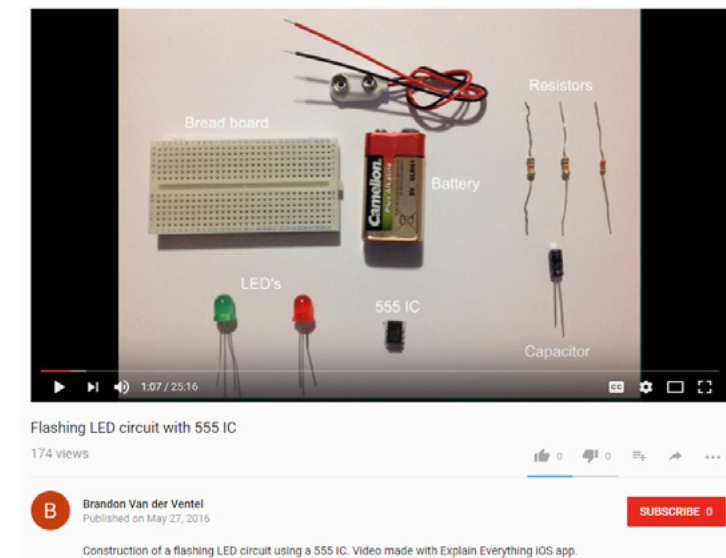 Resistors
Bread board
Camelion.
Plus Alkaline
Battery
LED's
555 IC
Capacitor
1:07 / 25:16
CC
Flashing LED circuit with 555 IC
174 views
0 0
B
Brandon Van der Ventel
Published on May 27, 2016
SUBSCRIBE 0
Construction of a flashing LED circuit using a 555 IC. Video made with Explain Everything iOS app.